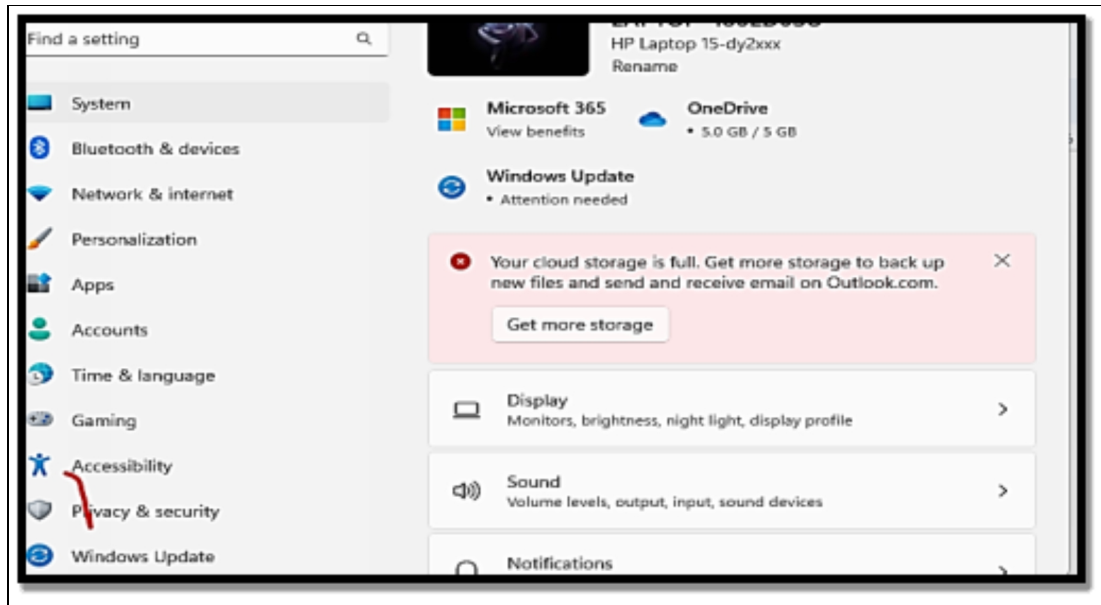 Find a setting
HP Laptop 15-dy2xxx
Rename
System
Bluetooth & devices
Network & internet
Personalization
Apps
Accounts
Time & language
Gaming
Accessibility
Privacy & security
Windows Update
Microsoft 365
View benefits
OneDrive
• 5.0 GB / 5 GB
Windows Update
• Attention needed
Your cloud storage is full. Get more storage to back up
new files and send and receive email on Outlook.com.
Get more storage
Display
Monitors, brightness, night light, display profile
Sound
Volume levels, output, input, sound devices
Notifications